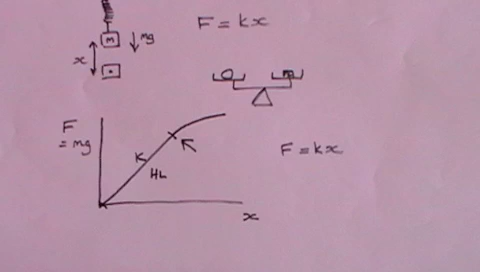 F = kx
m
mg
x
F
= mg
K
HL
F = kx
x